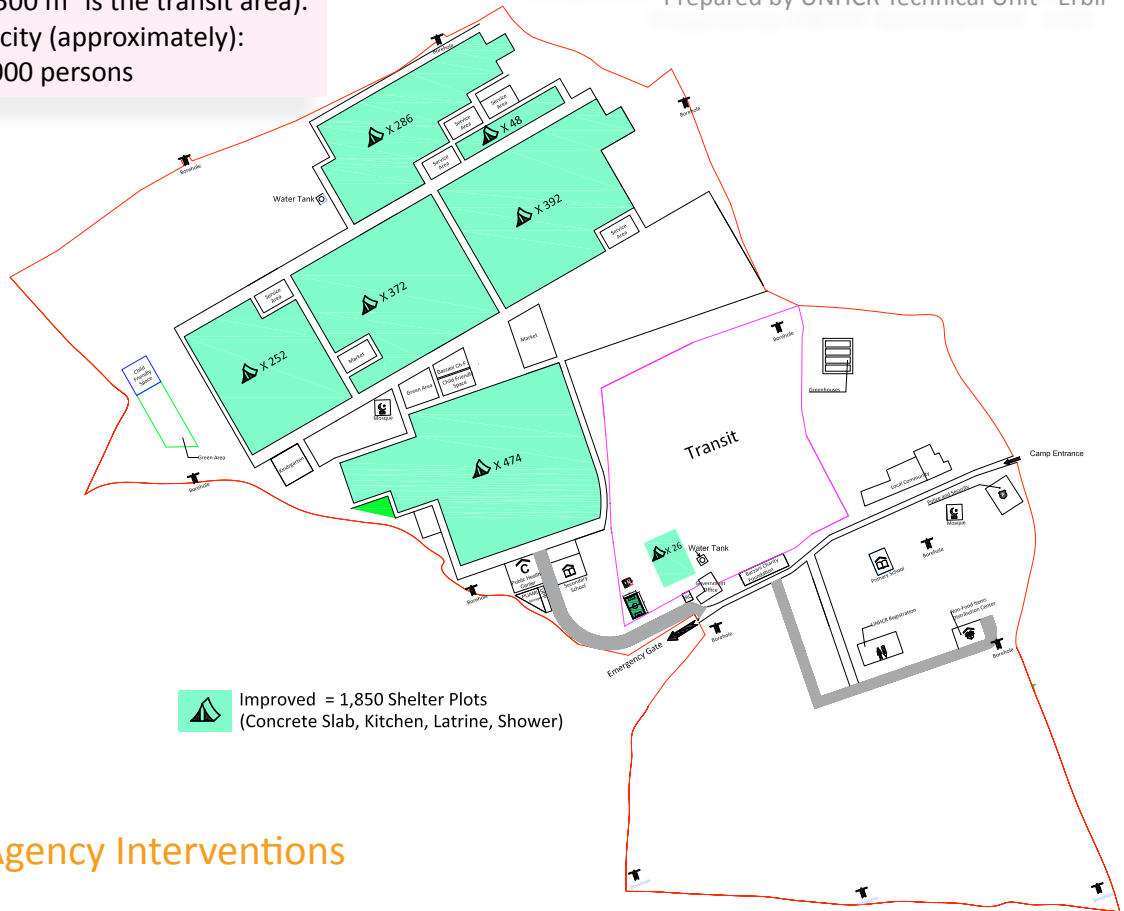 500 m² is the transit area).
city (approximately):
000 persons
Prepared by UNHCR Technical Unit - Erbil
Borehole
X 286
Service
Area
Service
Area
X 48
Service
Area
Borehole
Borehole
Water Tank
X 392
Service
Area
Service
Area
X 372
Market
X 252
Market
Barzani Ch F
Child Friendly
Space
Green Area
Mosque
Kindergarten
Child
Friendly
Space
Green Area
Borehole
X 474
Borehole
Greenhouses
Transit
Camp Entrance
Local Community
Police and Security
Mosque
Borehole
Primary School
X 26
Water Tank
Government
Office
Barzani Charity
Foundation
Public Health
Center
Secondary
School
Borehole
Emergency Gate
Borehole
UNHCR Registration
Non Food Items
Distribution Center
Borehole
Improved = 1,850 Shelter Plots
(Concrete Slab, Kitchen, Latrine, Shower)
Agency Interventions
Borehole
Borehole
Borehole